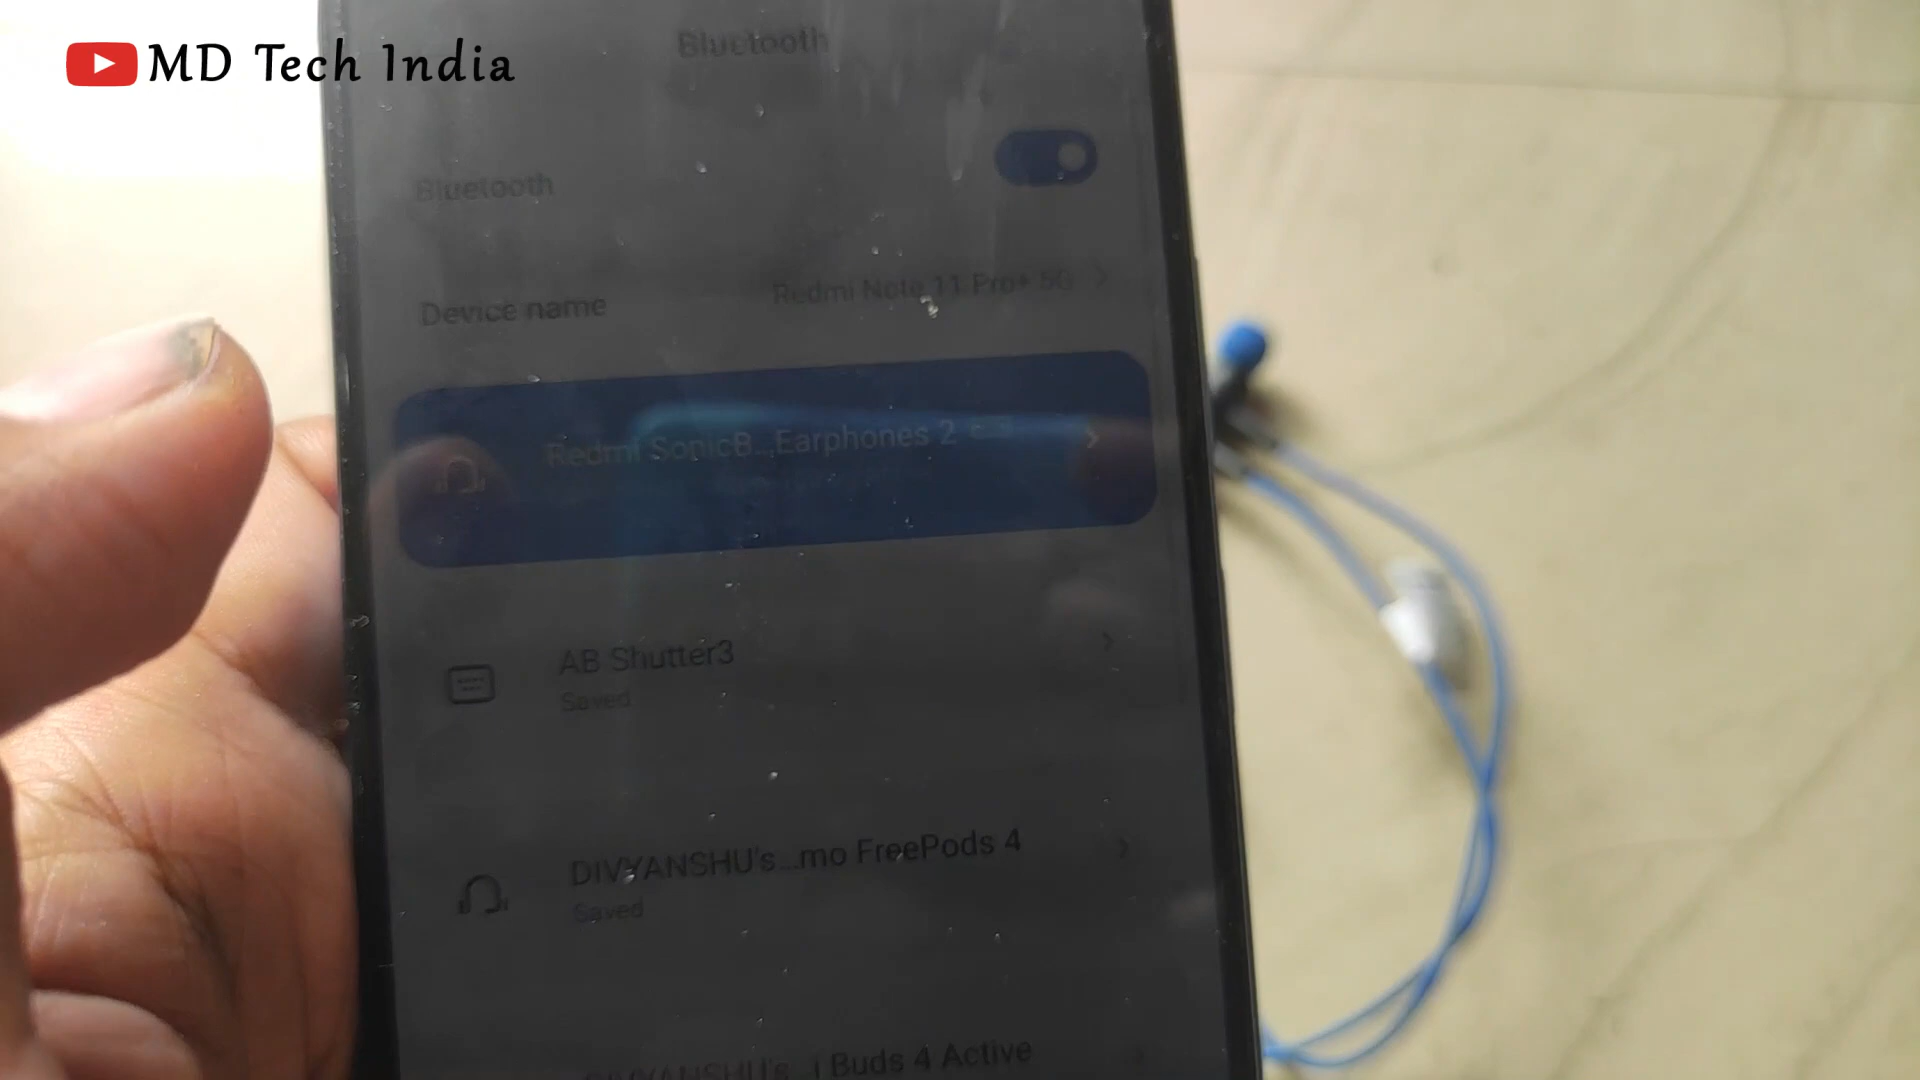 MD Tech India
Bluetooth
Bluetooth
Device name Redmi Note 11 Pro+ 5G
Redmi SonicB...Earphones 2
AB Shutter3
Saved
DIVYANSHU's...mo FreePods 4
Saved
DIVYANSHU's...i Buds 4 Active